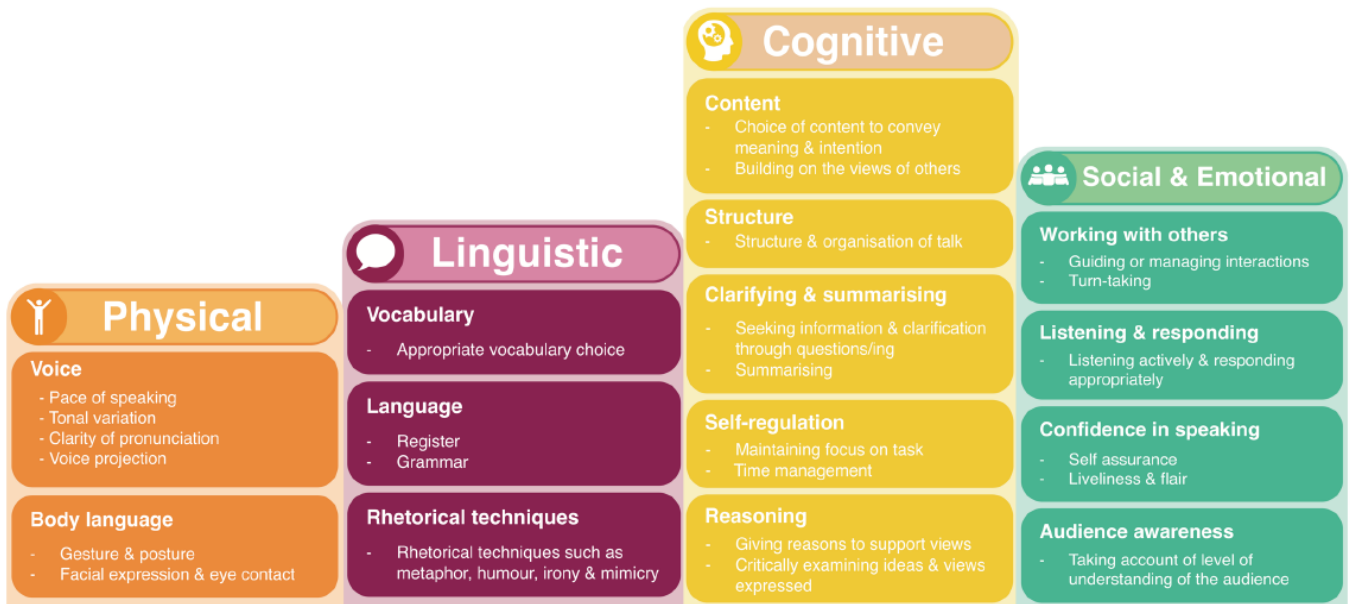 Physical
Voice
- Pace of speaking
- Tonal variation
- Clarity of pronunciation
- Voice projection
Body language
- Gesture & posture
- Facial expression & eye contact
Linguistic
Vocabulary
- Appropriate vocabulary choice
Language
- Register
- Grammar
Rhetorical techniques
- Rhetorical techniques such as
metaphor, humour, irony & mimicry
Cognitive
Content
- Choice of content to convey
meaning & intention
- Building on the views of others
Structure
- Structure & organisation of talk
Clarifying & summarising
- Seeking information & clarification
through questions/ing
- Summarising
Self-regulation
- Maintaining focus on task
- Time management
Reasoning
- Giving reasons to support views
- Critically examining ideas & views
expressed
Social & Emotional
Working with others
- Guiding or managing interactions
- Turn-taking
Listening & responding
- Listening actively & responding
appropriately
Confidence in speaking
- Self assurance
- Liveliness & flair
Audience awareness
- Taking account of level of
understanding of the audience